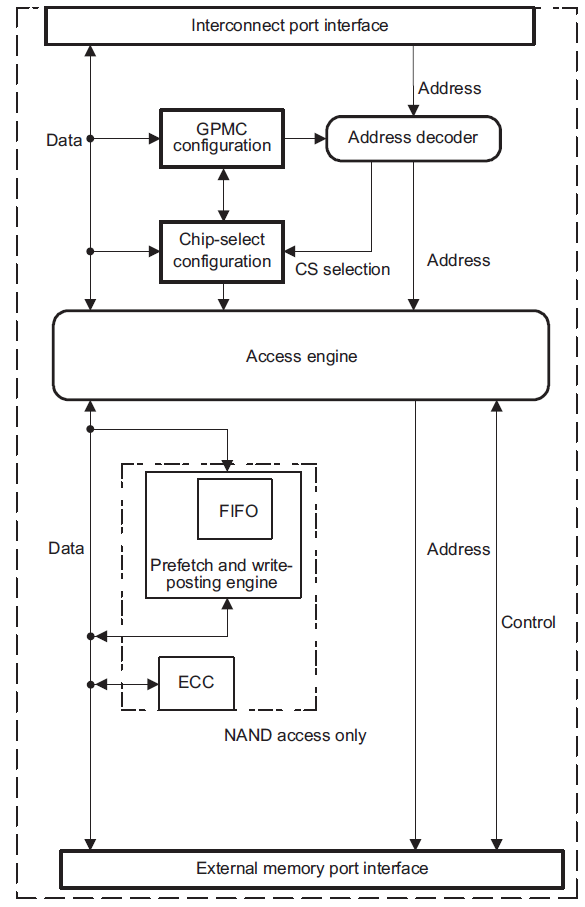 Interconnect port interface
Address
Data
GPMC
configuration
Address decoder
Chip-select
configuration
CS selection
Address
Access engine
FIFO
Prefetch and write-
posting engine
Data
Address
Control
ECC
NAND access only
External memory port interface